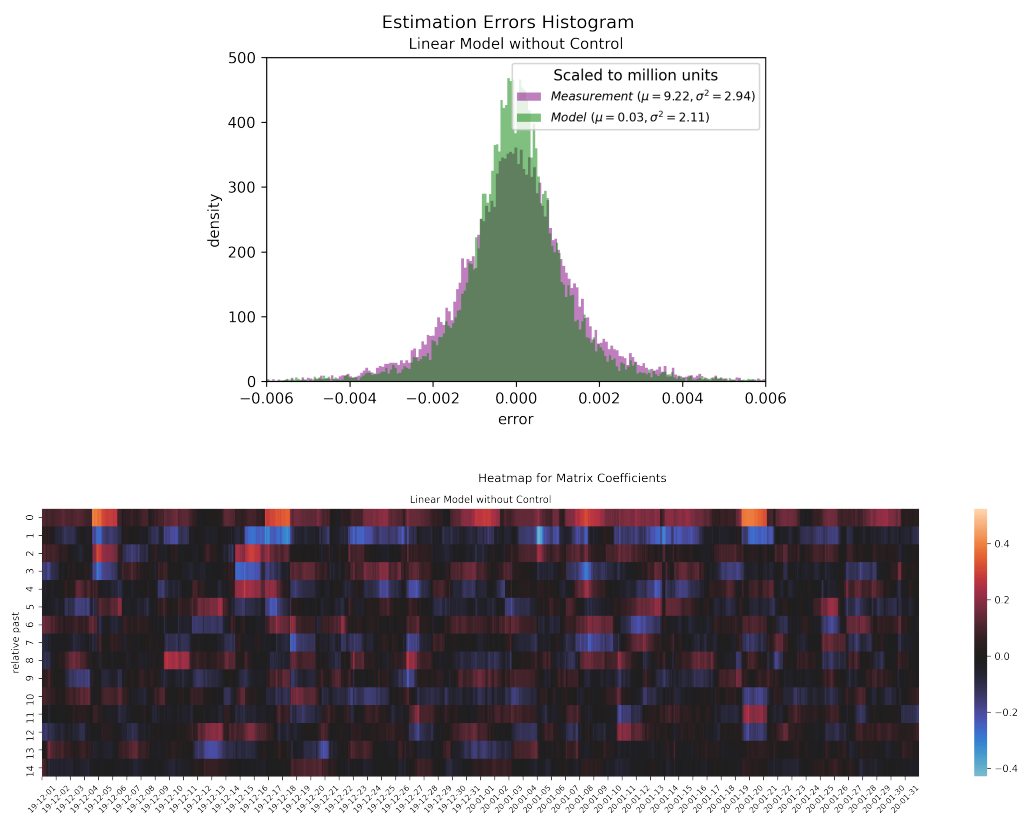 Estimation Errors Histogram
Linear Model without Control
Scaled to million units
Measurement (μ = 9.22, σ² = 2.94)
Model (μ = 0.03, σ² = 2.11)
500
400
300
200
100
0
density
−0.006 −0.004 −0.002 0.000 0.002 0.004 0.006
error
Heatmap for Matrix Coefficients
Linear Model without Control
0
1
2
3
4
5
6
7
8
9
10
11
12
13
14
relative past
0.4
0.2
0.0
−0.2
−0.4
19-12-01 19-12-02 19-12-03 19-12-04 19-12-05 19-12-06 19-12-07 19-12-08 19-12-09 19-12-10 19-12-11 19-12-12 19-12-13 19-12-14 19-12-15 19-12-16 19-12-17 19-12-18 19-12-19 19-12-20 19-12-21 19-12-22 19-12-23 19-12-24 19-12-25 19-12-26 19-12-27 19-12-28 19-12-29 19-12-30 19-12-31 20-01-01 20-01-02 20-01-03 20-01-04 20-01-05 20-01-06 20-01-07 20-01-08 20-01-09 20-01-10 20-01-11 20-01-12 20-01-13 20-01-14 20-01-15 20-01-16 20-01-17 20-01-18 20-01-19 20-01-20 20-01-21 20-01-22 20-01-23 20-01-24 20-01-25 20-01-26 20-01-27 20-01-28 20-01-29 20-01-30 20-01-31